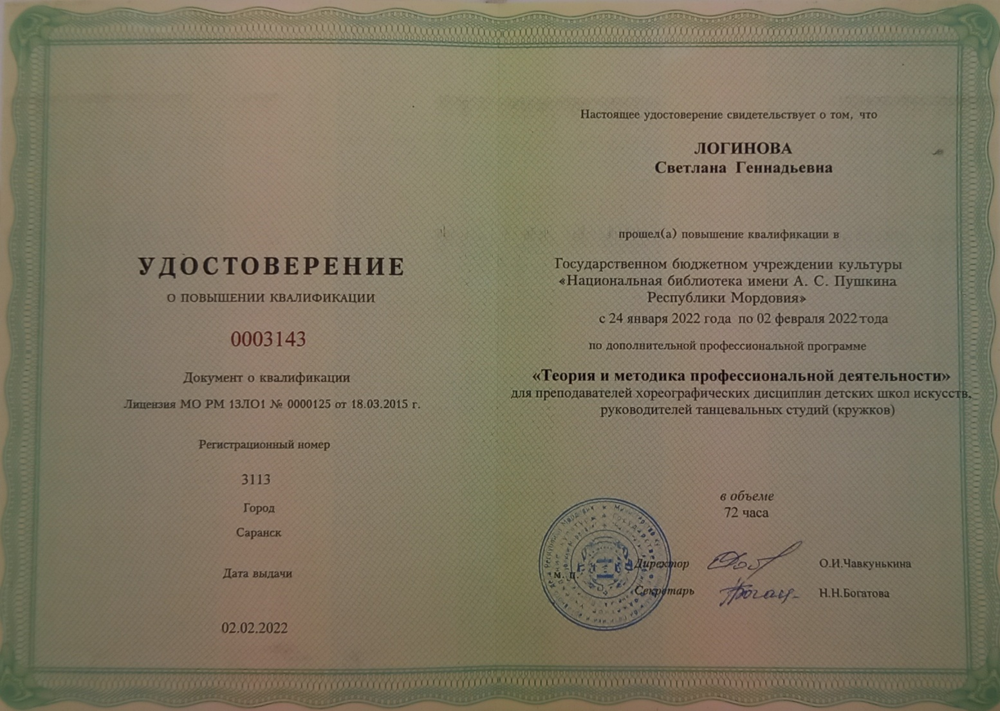 УДОСТОВЕРЕНИЕ
О ПОВЫШЕНИИ КВАЛИФИКАЦИИ
0003143
Документ о квалификации
Лицензия МО РМ 13ЛО1 № 0000125 от 18.03.2015 г.
Регистрационный номер
3113
Город
Саранск
Дата выдачи
02.02.2022
Настоящее удостоверение свидетельствует о том, что
ЛОГИНОВА
Светлана Геннадьевна
прошел(а) повышение квалификации в
Государственном бюджетном учреждении культуры
«Национальная библиотека имени А. С. Пушкина
Республики Мордовия»
с 24 января 2022 года по 02 февраля 2022 года
по дополнительной профессиональной программе
«Теория и методика профессиональной деятельности»
для преподавателей хореографических дисциплин детских школ искусств,
руководителей танцевальных студий (кружков)
в объеме
72 часа
М. П.
Директор О.И.Чавкунькина
Секретарь Н.Н.Богатова